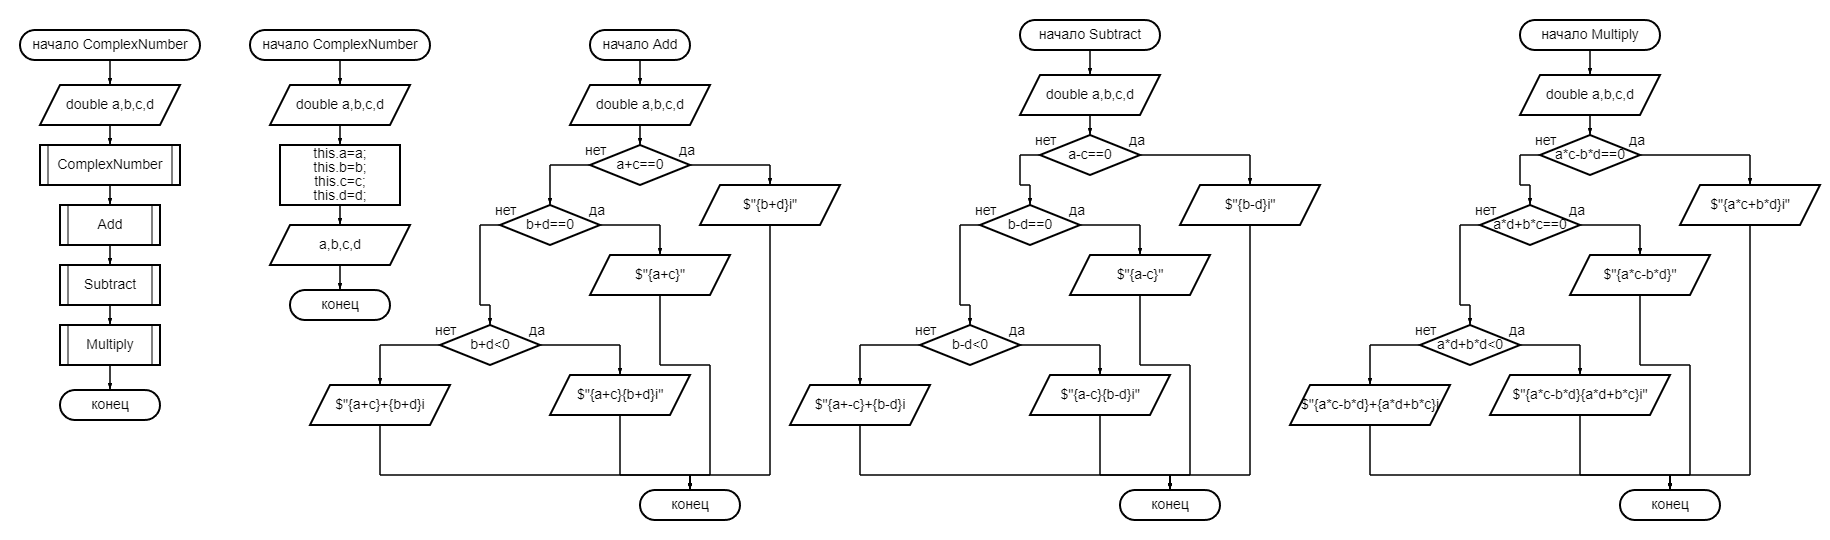 начало ComplexNumber
double a,b,c,d
ComplexNumber
Add
Subtract
Multiply
конец
начало ComplexNumber
double a,b,c,d
this.a=a;
this.b=b;
this.c=c;
this.d=d;
a,b,c,d
конец
начало Add
double a,b,c,d
нет
да
a+c==0
$"{b+d}i"
нет
да
b+d==0
$"{a+c}"
нет
да
b+d<0
$"{a+c}+{b+d}i
$"{a+c}{b+d}i"
конец
начало Subtract
double a,b,c,d
нет
да
a-c==0
$"{b-d}i"
нет
да
b-d==0
$"{a-c}"
нет
да
b-d<0
$"{a+-c}+{b-d}i
$"{a-c}{b-d}i"
конец
начало Multiply
double a,b,c,d
нет
да
a*c-b*d==0
$"{a*c+b*d}i"
нет
да
a*d+b*c==0
$"{a*c-b*d}"
нет
да
a*d+b*d<0
$"{a*c-b*d}+{a*d+b*c}i
$"{a*c-b*d}{a*d+b*c}i"
конец